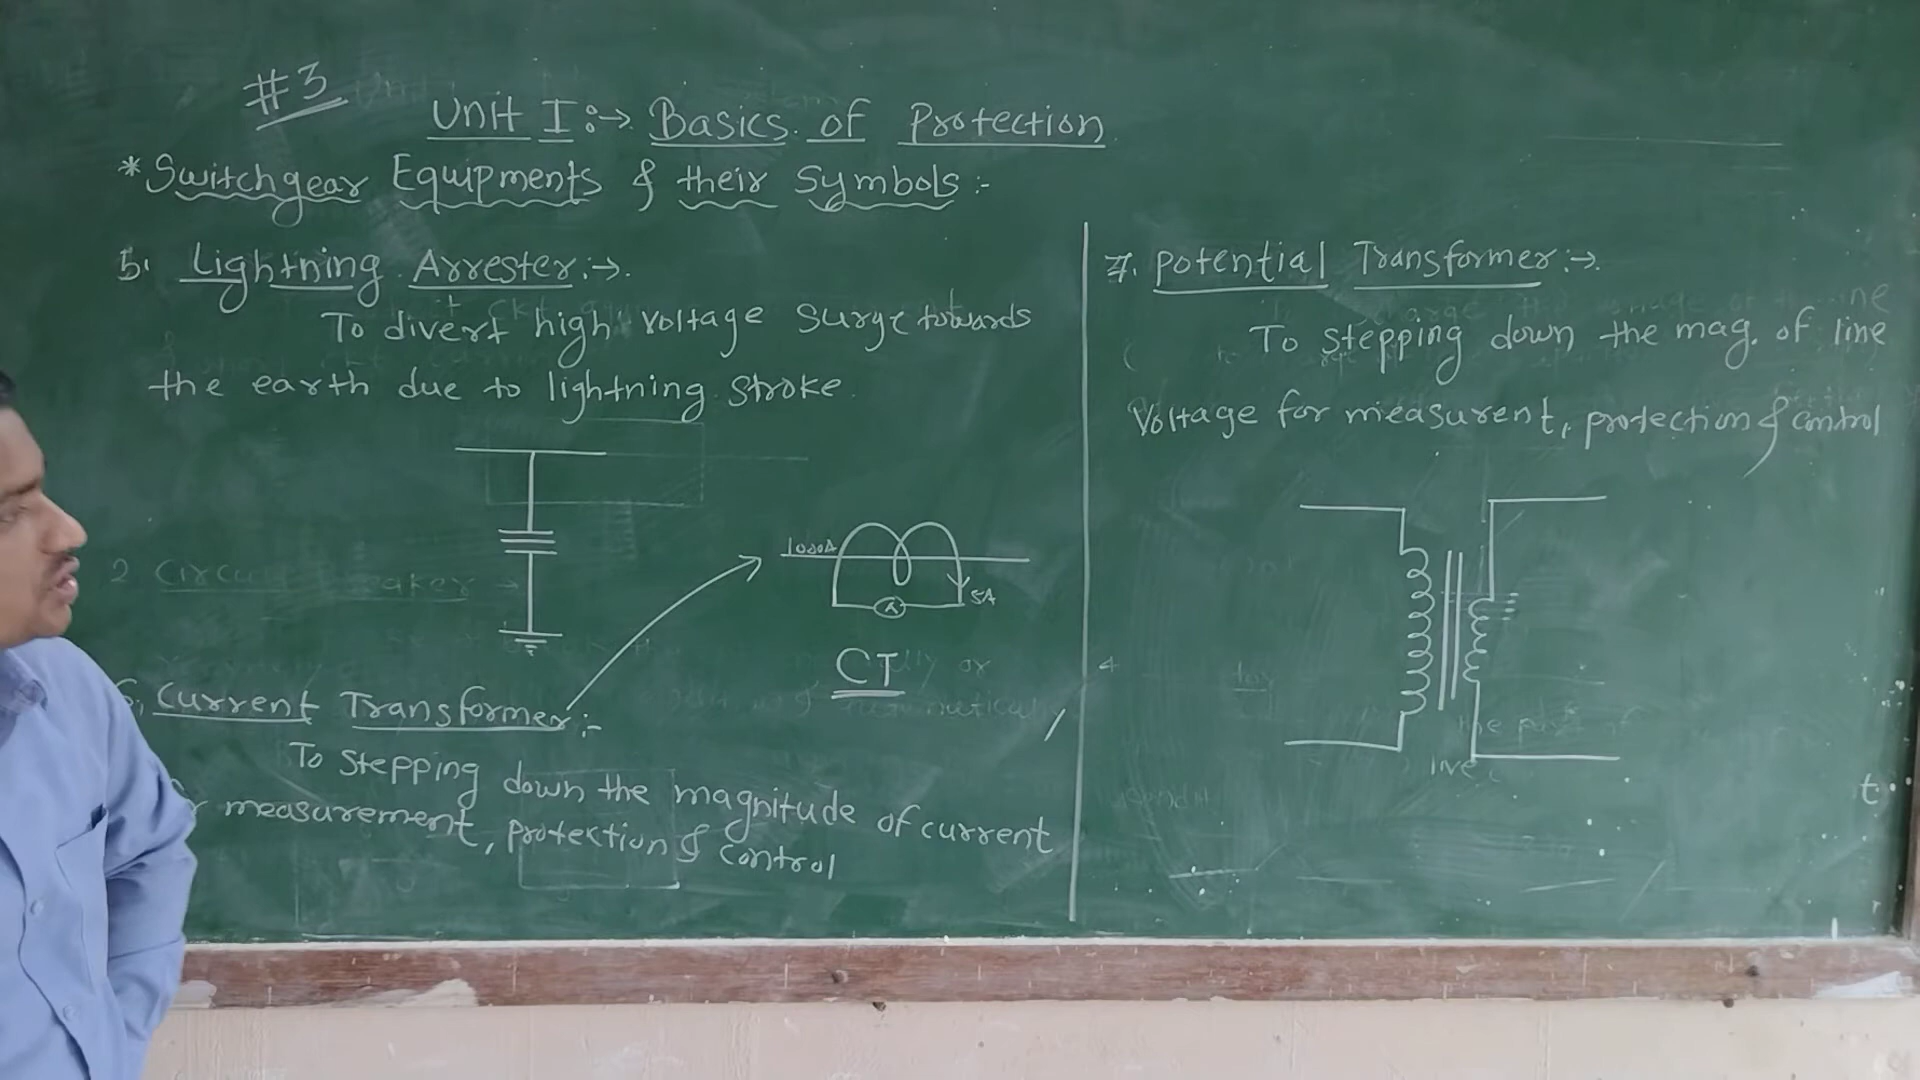 #3
Unit I :→ Basics of Protection
* Switchgear Equipments & their Symbols :-
5. Lightning Arrester :→.
To divert high voltage surge towards
the earth due to lightning stroke.
1000A
5A
A
CT
6. Current Transformer :-
To stepping down the magnitude of current
measurement, protection & control
7. Potential Transformer :→.
To stepping down the mag. of line
Voltage for measurent, protection & control